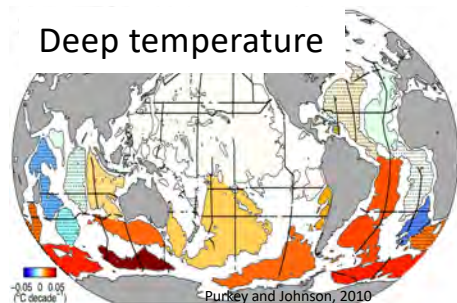 Deep temperature
−0.05 0 0.05
(°C decade⁻¹)
Purkey and Johnson, 2010